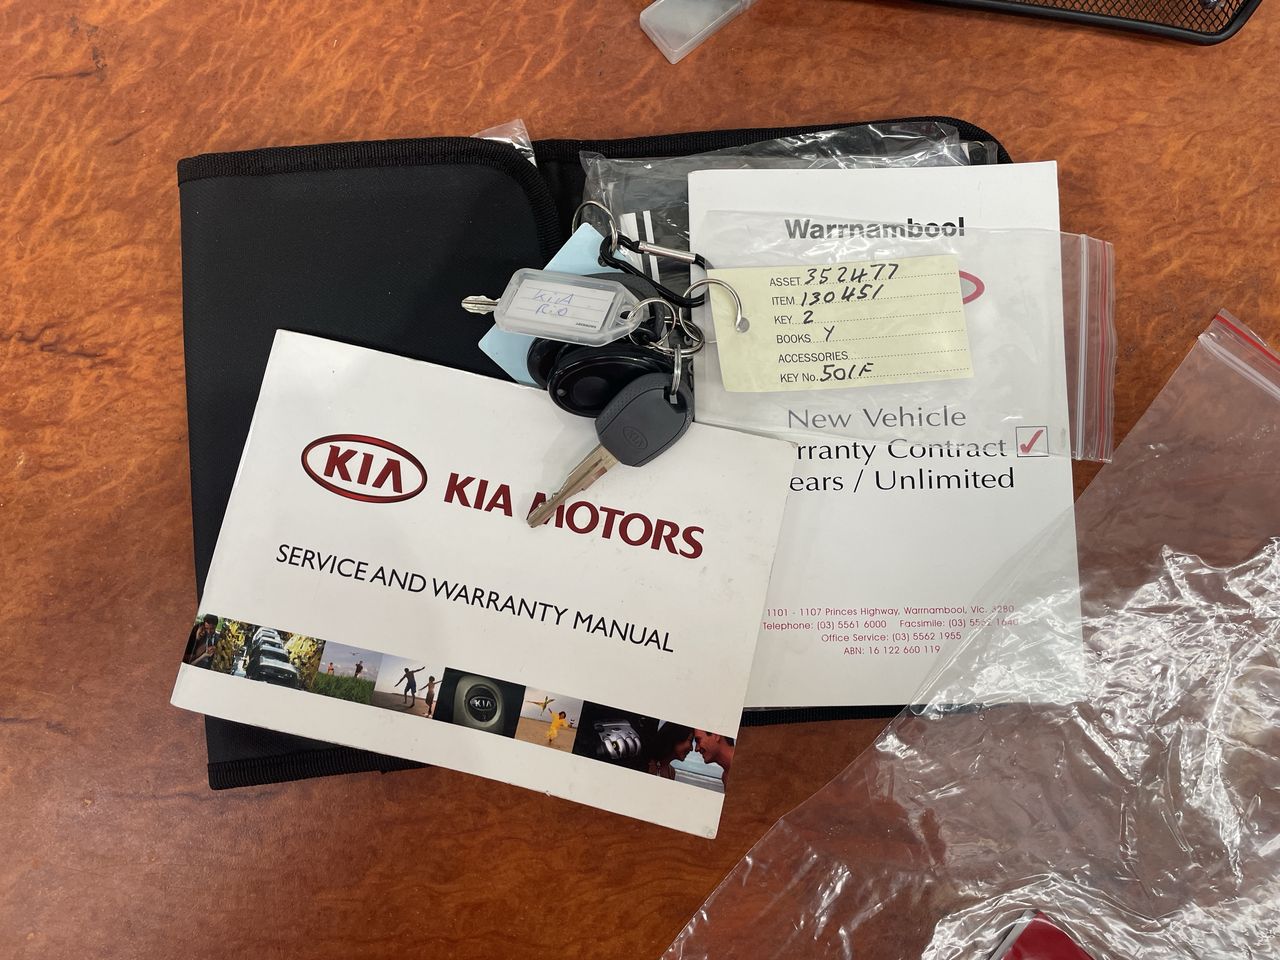 Warrnambool
ASSET 352477
ITEM 130451
KEY 2
BOOKS Y
ACCESSORIES
KEY No. 501F
KIA
RIO
New Vehicle
rranty Contract
ears / Unlimited
KIA
KIA MOTORS
SERVICE AND WARRANTY MANUAL
1101 - 1107 Princes Highway, Warrnambool, Vic. 3280
Telephone: (03) 5561 6000 Facsimile: (03) 5562 1640
Office Service: (03) 5562 1955
ABN: 16 122 660 119